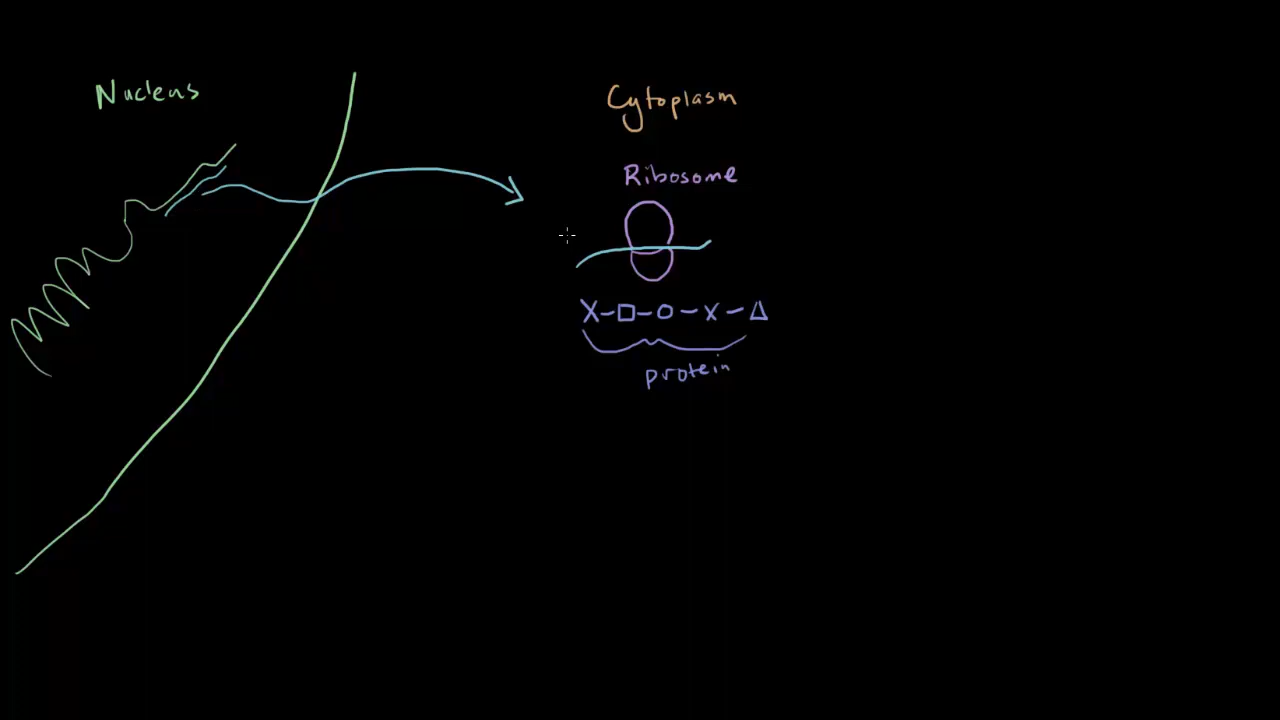 Nucleus
Cytoplasm
Ribosome
X-□-O-X-Δ
protein